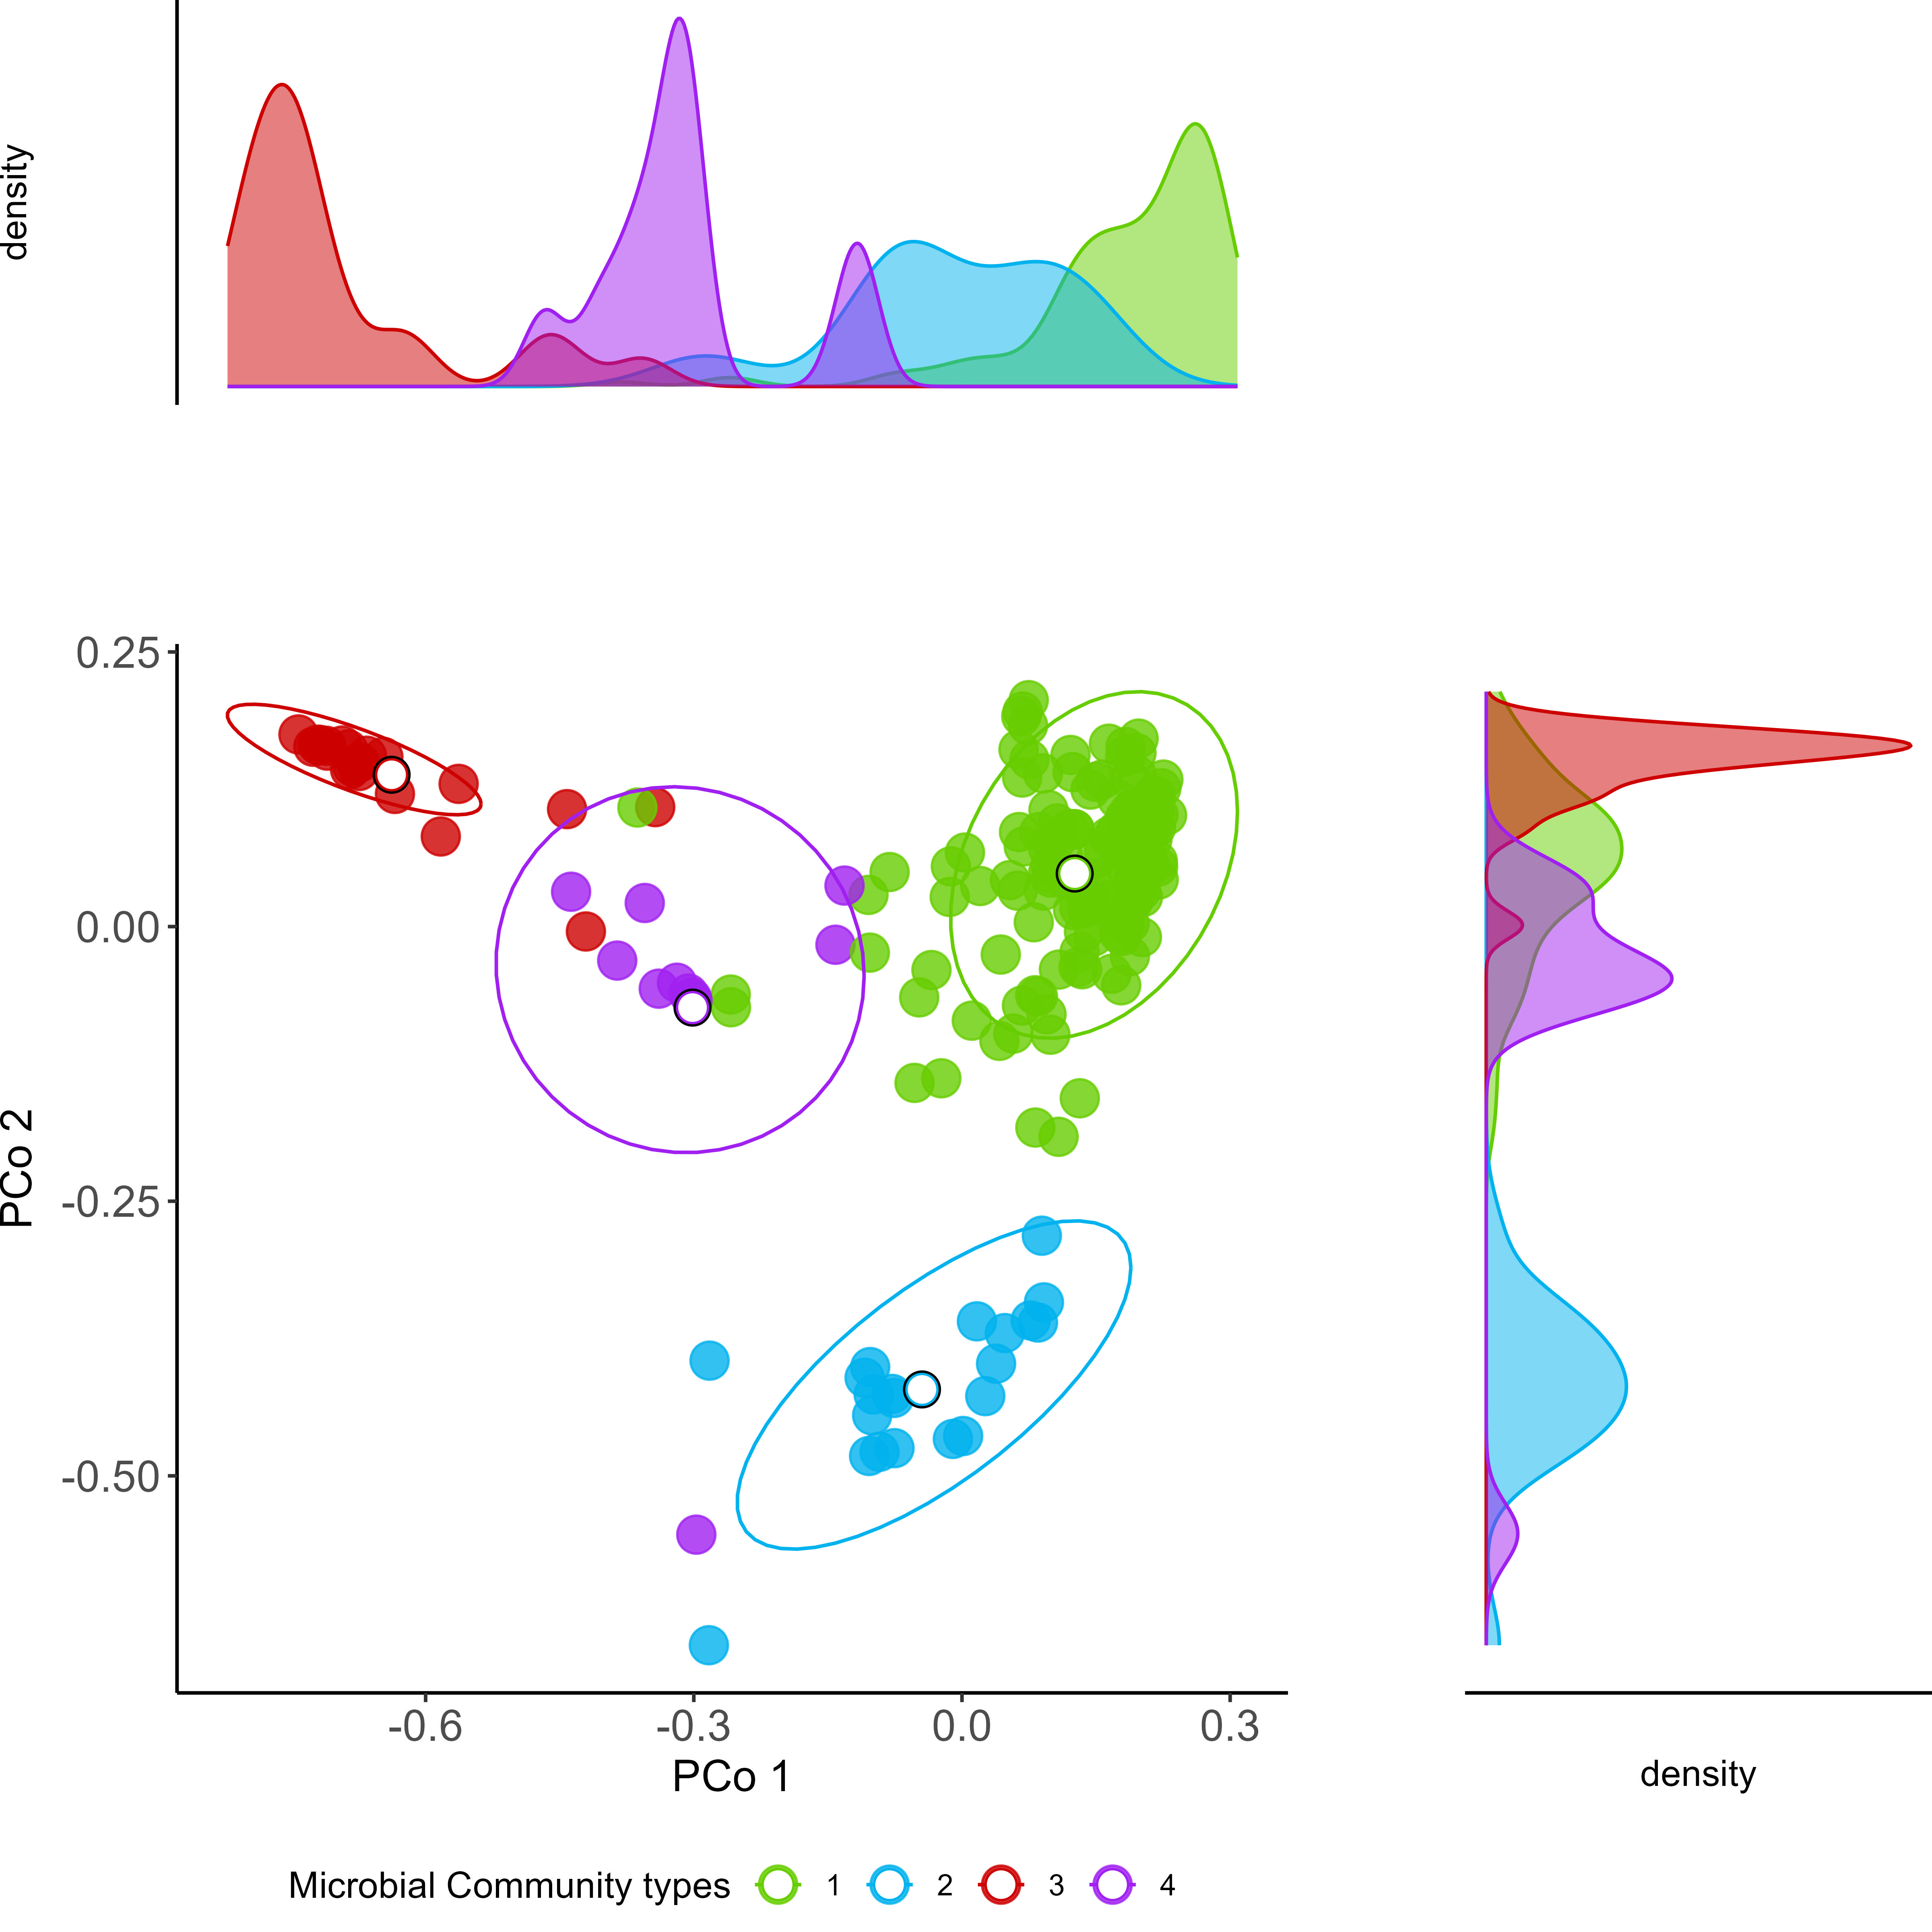 density
0.25
0.00
-0.25
-0.50
PCo 2
-0.6 -0.3 0.0 0.3
PCo 1
density
Microbial Community types 1 2 3 4